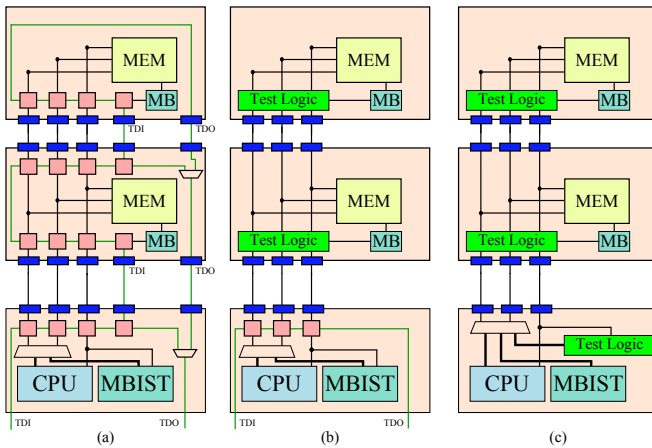 MEM MEM MEM
MB Test Logic MB Test Logic MB
TDI TDO
MEM MEM MEM
MB Test Logic MB Test Logic MB
TDI TDO
Test Logic
CPU MBIST CPU MBIST CPU MBIST
TDI TDO TDI TDO
(a) (b) (c)